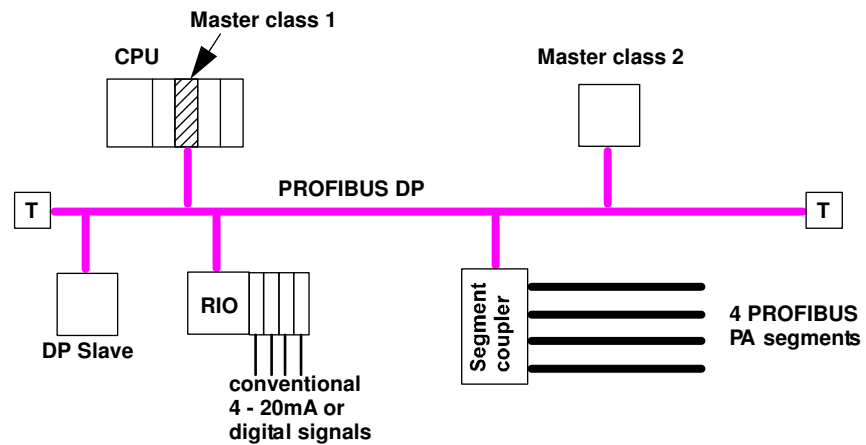 Master class 1
CPU
Master class 2
PROFIBUS DP
T
T
RIO
Segment
coupler
4 PROFIBUS
PA segments
DP Slave
conventional
4 - 20mA or
digital signals